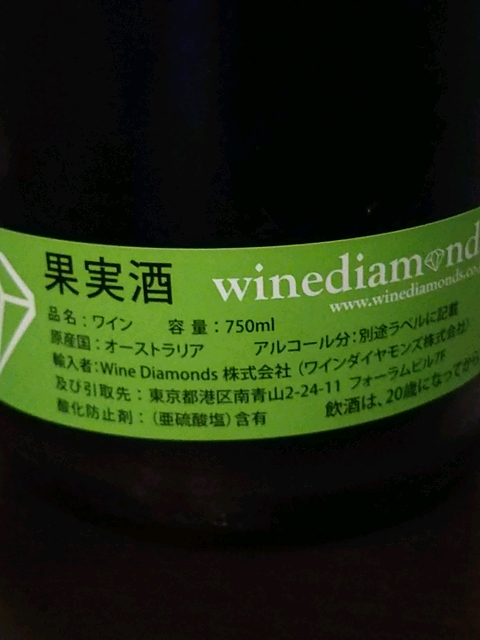 果実酒
winediam nd
www.winediamonds.co
品名：ワイン 容量：750ml
原産国：オーストラリア アルコール分：別途ラベルに記載
輸入者：Wine Diamonds 株式会社（ワインダイヤモンズ株式会社）
及び引取先：東京都港区南青山2-24-11 フォーラムビル7F
酸化防止剤：（亜硫酸塩）含有 飲酒は、20歳になってから